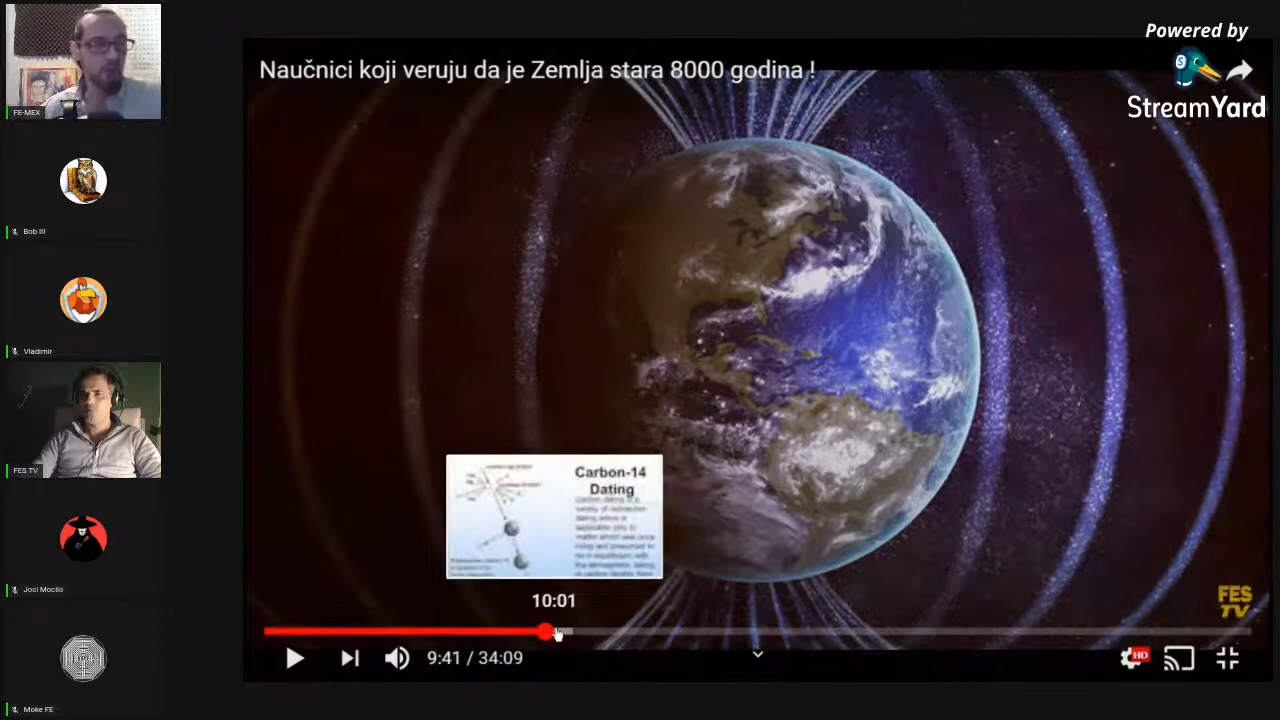 Powered by
StreamYard
Naučnici koji veruju da je Zemlja stara 8000 godina !
FE-MEX
Bob III
Vladimir
FES TV
Joci Mocilo
Moke FE
Carbon-14
Dating
10:01
9:41 / 34:09
HD
FES
TV